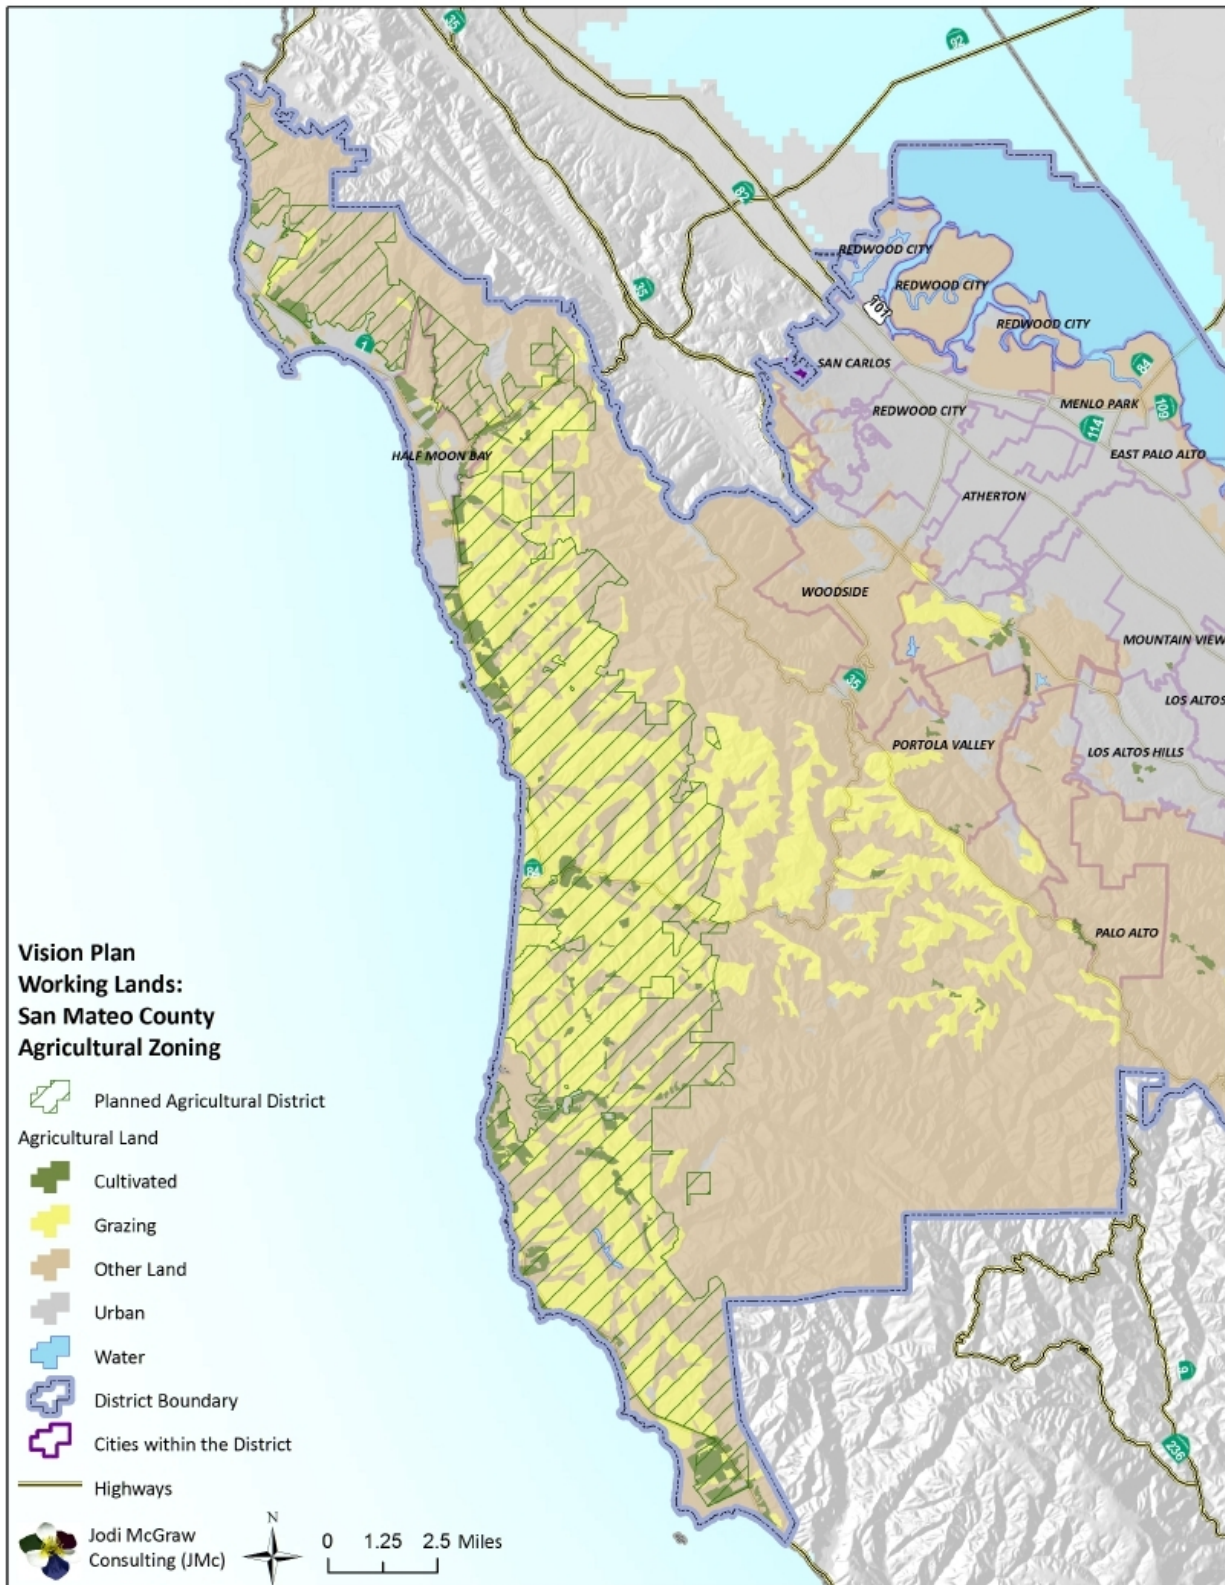 35
92
82
REDWOOD CITY
REDWOOD CITY
35
101
REDWOOD CITY
1
SAN CARLOS
84
REDWOOD CITY
MENLO PARK
109
114
HALF MOON BAY
EAST PALO ALTO
ATHERTON
WOODSIDE
MOUNTAIN VIEW
35
LOS ALTOS
PORTOLA VALLEY
LOS ALTOS HILLS
84
PALO ALTO
Vision Plan
Working Lands:
San Mateo County
Agricultural Zoning
Planned Agricultural District
Agricultural Land
Cultivated
Grazing
Other Land
Urban
Water
District Boundary
Cities within the District
Highways
9
236
Jodi McGraw
Consulting (JMc)
N
0 1.25 2.5 Miles